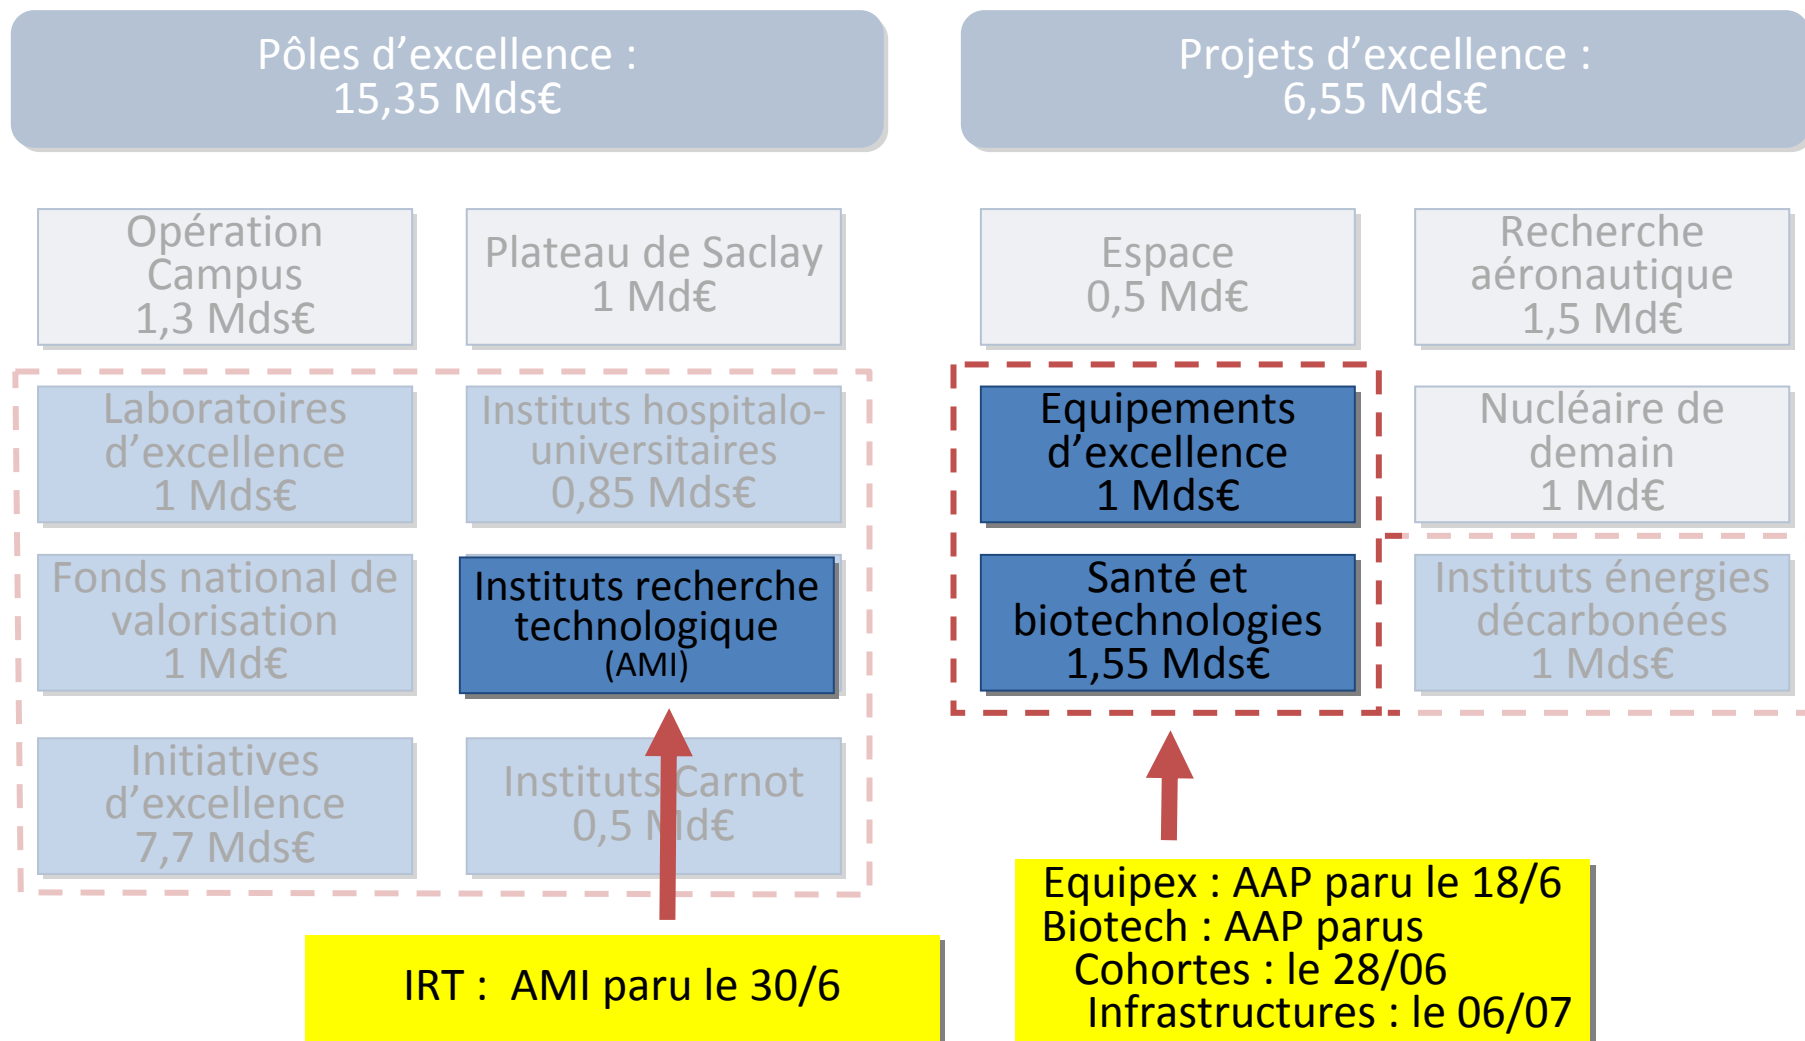 Pôles d’excellence :
15,35 Mds€
Projets d’excellence :
6,55 Mds€
Opération
Campus
1,3 Mds€
Plateau de Saclay
1 Md€
Espace
0,5 Md€
Recherche
aéronautique
1,5 Md€
Laboratoires
d’excellence
1 Mds€
Instituts hospitalo-
universitaires
0,85 Mds€
Equipements
d’excellence
1 Mds€
Nucléaire de
demain
1 Md€
Fonds national de
valorisation
1 Md€
Instituts recherche
technologique
(AMI)
Santé et
biotechnologies
1,55 Mds€
Instituts énergies
décarbonées
1 Mds€
Initiatives
d’excellence
7,7 Mds€
Instituts Carnot
0,5 Md€
IRT : AMI paru le 30/6
Equipex : AAP paru le 18/6
Biotech : AAP parus
Cohortes : le 28/06
Infrastructures : le 06/07